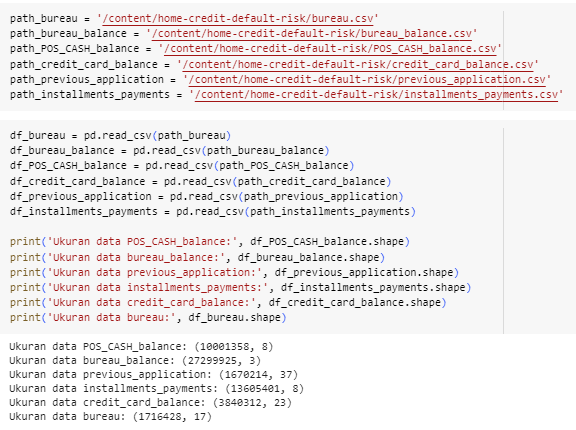 path_bureau = '/content/home-credit-default-risk/bureau.csv'
path_bureau_balance = '/content/home-credit-default-risk/bureau_balance.csv'
path_POS_CASH_balance = '/content/home-credit-default-risk/POS_CASH_balance.csv'
path_credit_card_balance = '/content/home-credit-default-risk/credit_card_balance.csv'
path_previous_application = '/content/home-credit-default-risk/previous_application.csv'
path_installments_payments = '/content/home-credit-default-risk/installments_payments.csv'
df_bureau = pd.read_csv(path_bureau)
df_bureau_balance = pd.read_csv(path_bureau_balance)
df_POS_CASH_balance = pd.read_csv(path_POS_CASH_balance)
df_credit_card_balance = pd.read_csv(path_credit_card_balance)
df_previous_application = pd.read_csv(path_previous_application)
df_installments_payments = pd.read_csv(path_installments_payments)
print('Ukuran data POS_CASH_balance:', df_POS_CASH_balance.shape)
print('Ukuran data bureau_balance:', df_bureau_balance.shape)
print('Ukuran data previous_application:', df_previous_application.shape)
print('Ukuran data installments_payments:', df_installments_payments.shape)
print('Ukuran data credit_card_balance:', df_credit_card_balance.shape)
print('Ukuran data bureau:', df_bureau.shape)
Ukuran data POS_CASH_balance: (10001358, 8)
Ukuran data bureau_balance: (27299925, 3)
Ukuran data previous_application: (1670214, 37)
Ukuran data installments_payments: (13605401, 8)
Ukuran data credit_card_balance: (3840312, 23)
Ukuran data bureau: (1716428, 17)